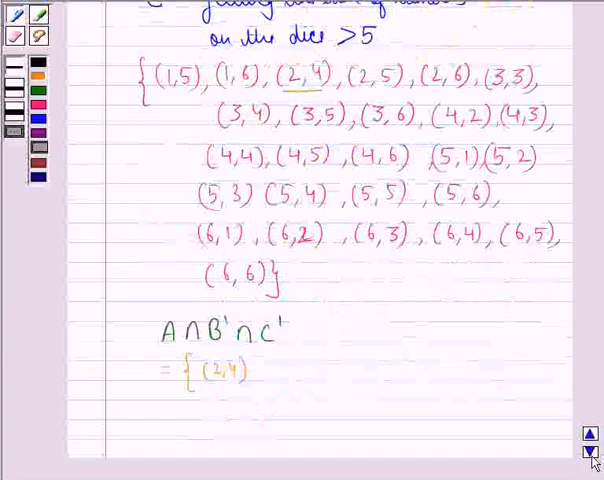 on the dice > 5
{(1,5), (1,6), (2,4), (2,5), (2,6), (3,3),
(3,4), (3,5), (3,6), (4,2), (4,3),
(4,4), (4,5), (4,6) (5,1), (5,2)
(5,3) (5,4), (5,5), (5,6),
(6,1), (6,2), (6,3), (6,4), (6,5),
(6,6)}
A∩B'∩C'
= {(2,4)